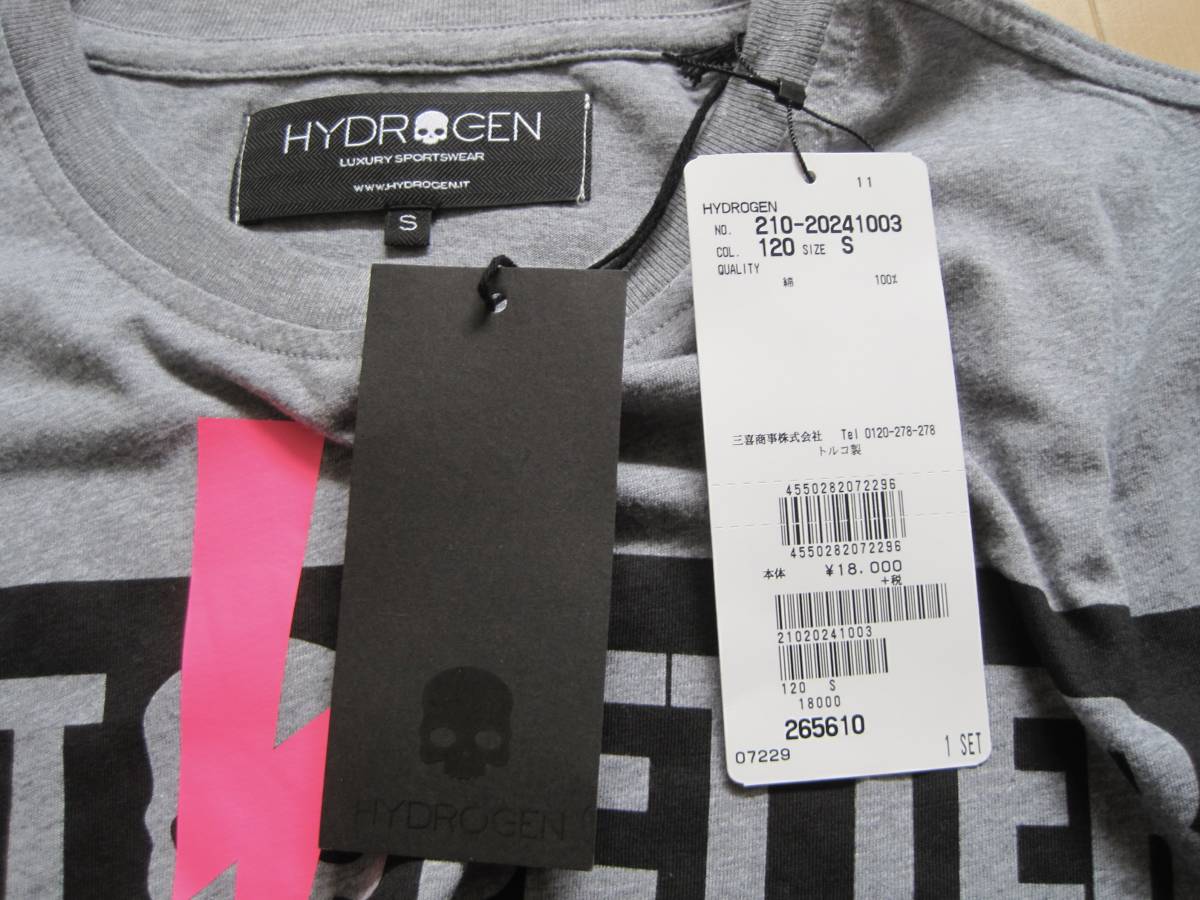 HYDROGEN
LUXURY SPORTSWEAR
WWW.HYDROGEN.IT
S
HYDROGEN
11
HYDROGEN
NO. 210-20241003
COL. 120 SIZE S
QUALITY
綿 100%
三喜商事株式会社 Tel 0120-278-278
トルコ製
4550282072296
4550282072296
本体 ¥18.000
+税
21020241003
120 S
18000
265610
07229 1 SET